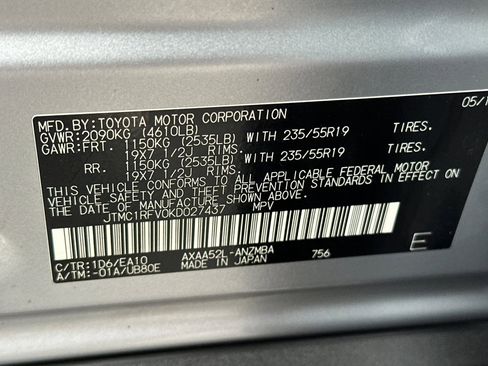 MFD.BY:TOYOTA MOTOR CORPORATION 05/1
GVWR:2090KG (4610LB)
GAWR:FRT. 1150KG (2535LB) WITH 235/55R19 TIRES.
19X7 1/2J RIMS.
RR. 1150KG (2535LB) WITH 235/55R19 TIRES.
19X7 1/2J RIMS.
THIS VEHICLE CONFORMS TO ALL APPLICABLE FEDERAL MOTOR
VEHICLE SAFETY AND THEFT PREVENTION STANDARDS IN EFFECT
ON THE DATE OF MANUFACTURE SHOWN ABOVE.
JTMC1RFV0KD027437 MPV
E
C/TR:1D6/EA10 AXAA52L-ANZMBA 756
A/TM:-01A/UB80E MADE IN JAPAN